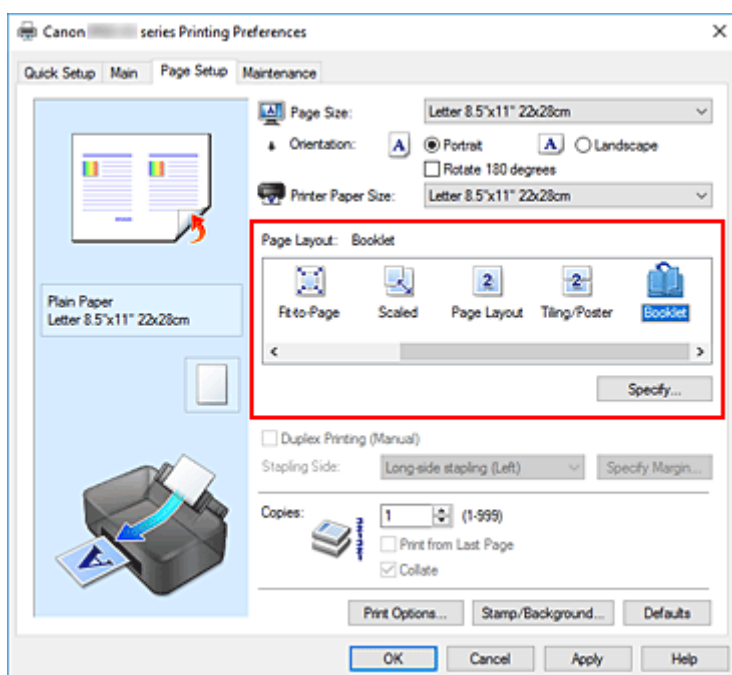 Canon series Printing Preferences
Quick Setup Main Page Setup Maintenance
Page Size: Letter 8.5"x11" 22x28cm
Orientation: A Portrait A Landscape
Rotate 180 degrees
Printer Paper Size: Letter 8.5"x11" 22x28cm
Page Layout: Booklet
2 2
Fit-to-Page Scaled Page Layout Tiling/Poster Booklet
Specify...
Plain Paper
Letter 8.5"x11" 22x28cm
Duplex Printing (Manual)
Stapling Side: Long-side stapling (Left) Specify Margin...
Copies: 1 (1-999)
Print from Last Page
Collate
A
Print Options... Stamp/Background... Defaults
OK Cancel Apply Help